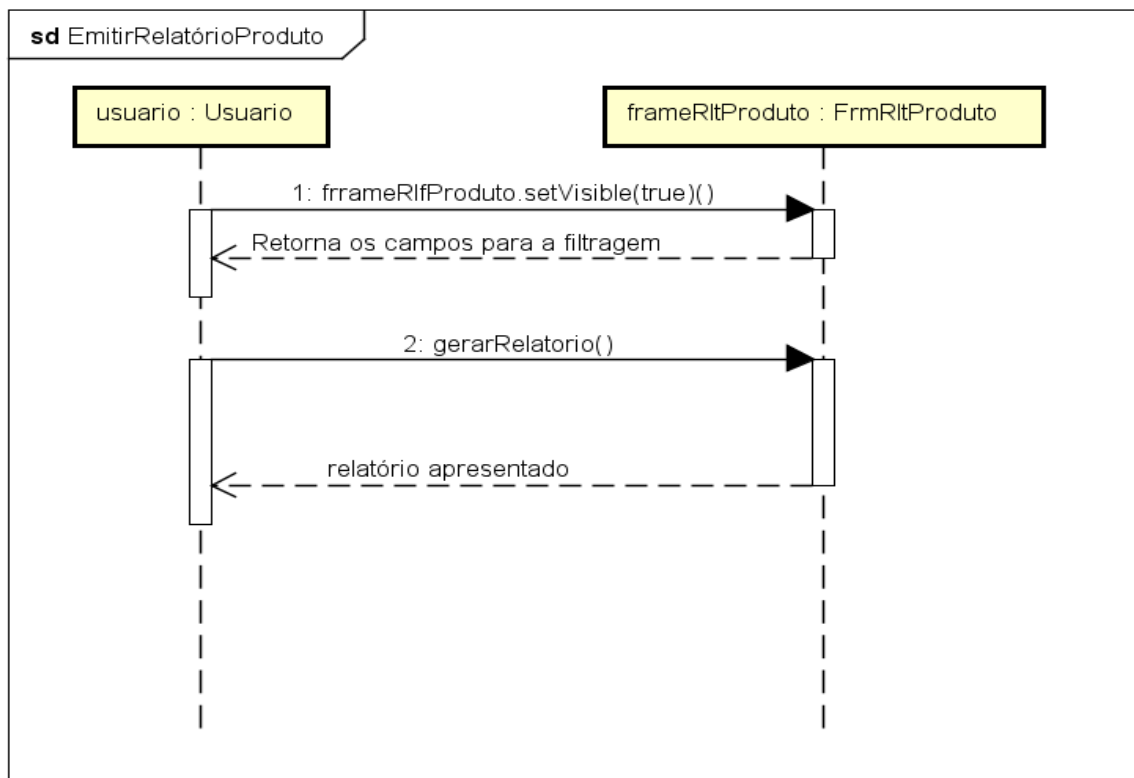 sd EmitirRelatórioProduto
usuario : Usuario
frameRltProduto : FrmRltProduto
1: frrameRlfProduto.setVisible(true)()
Retorna os campos para a filtragem
2: gerarRelatorio()
relatório apresentado